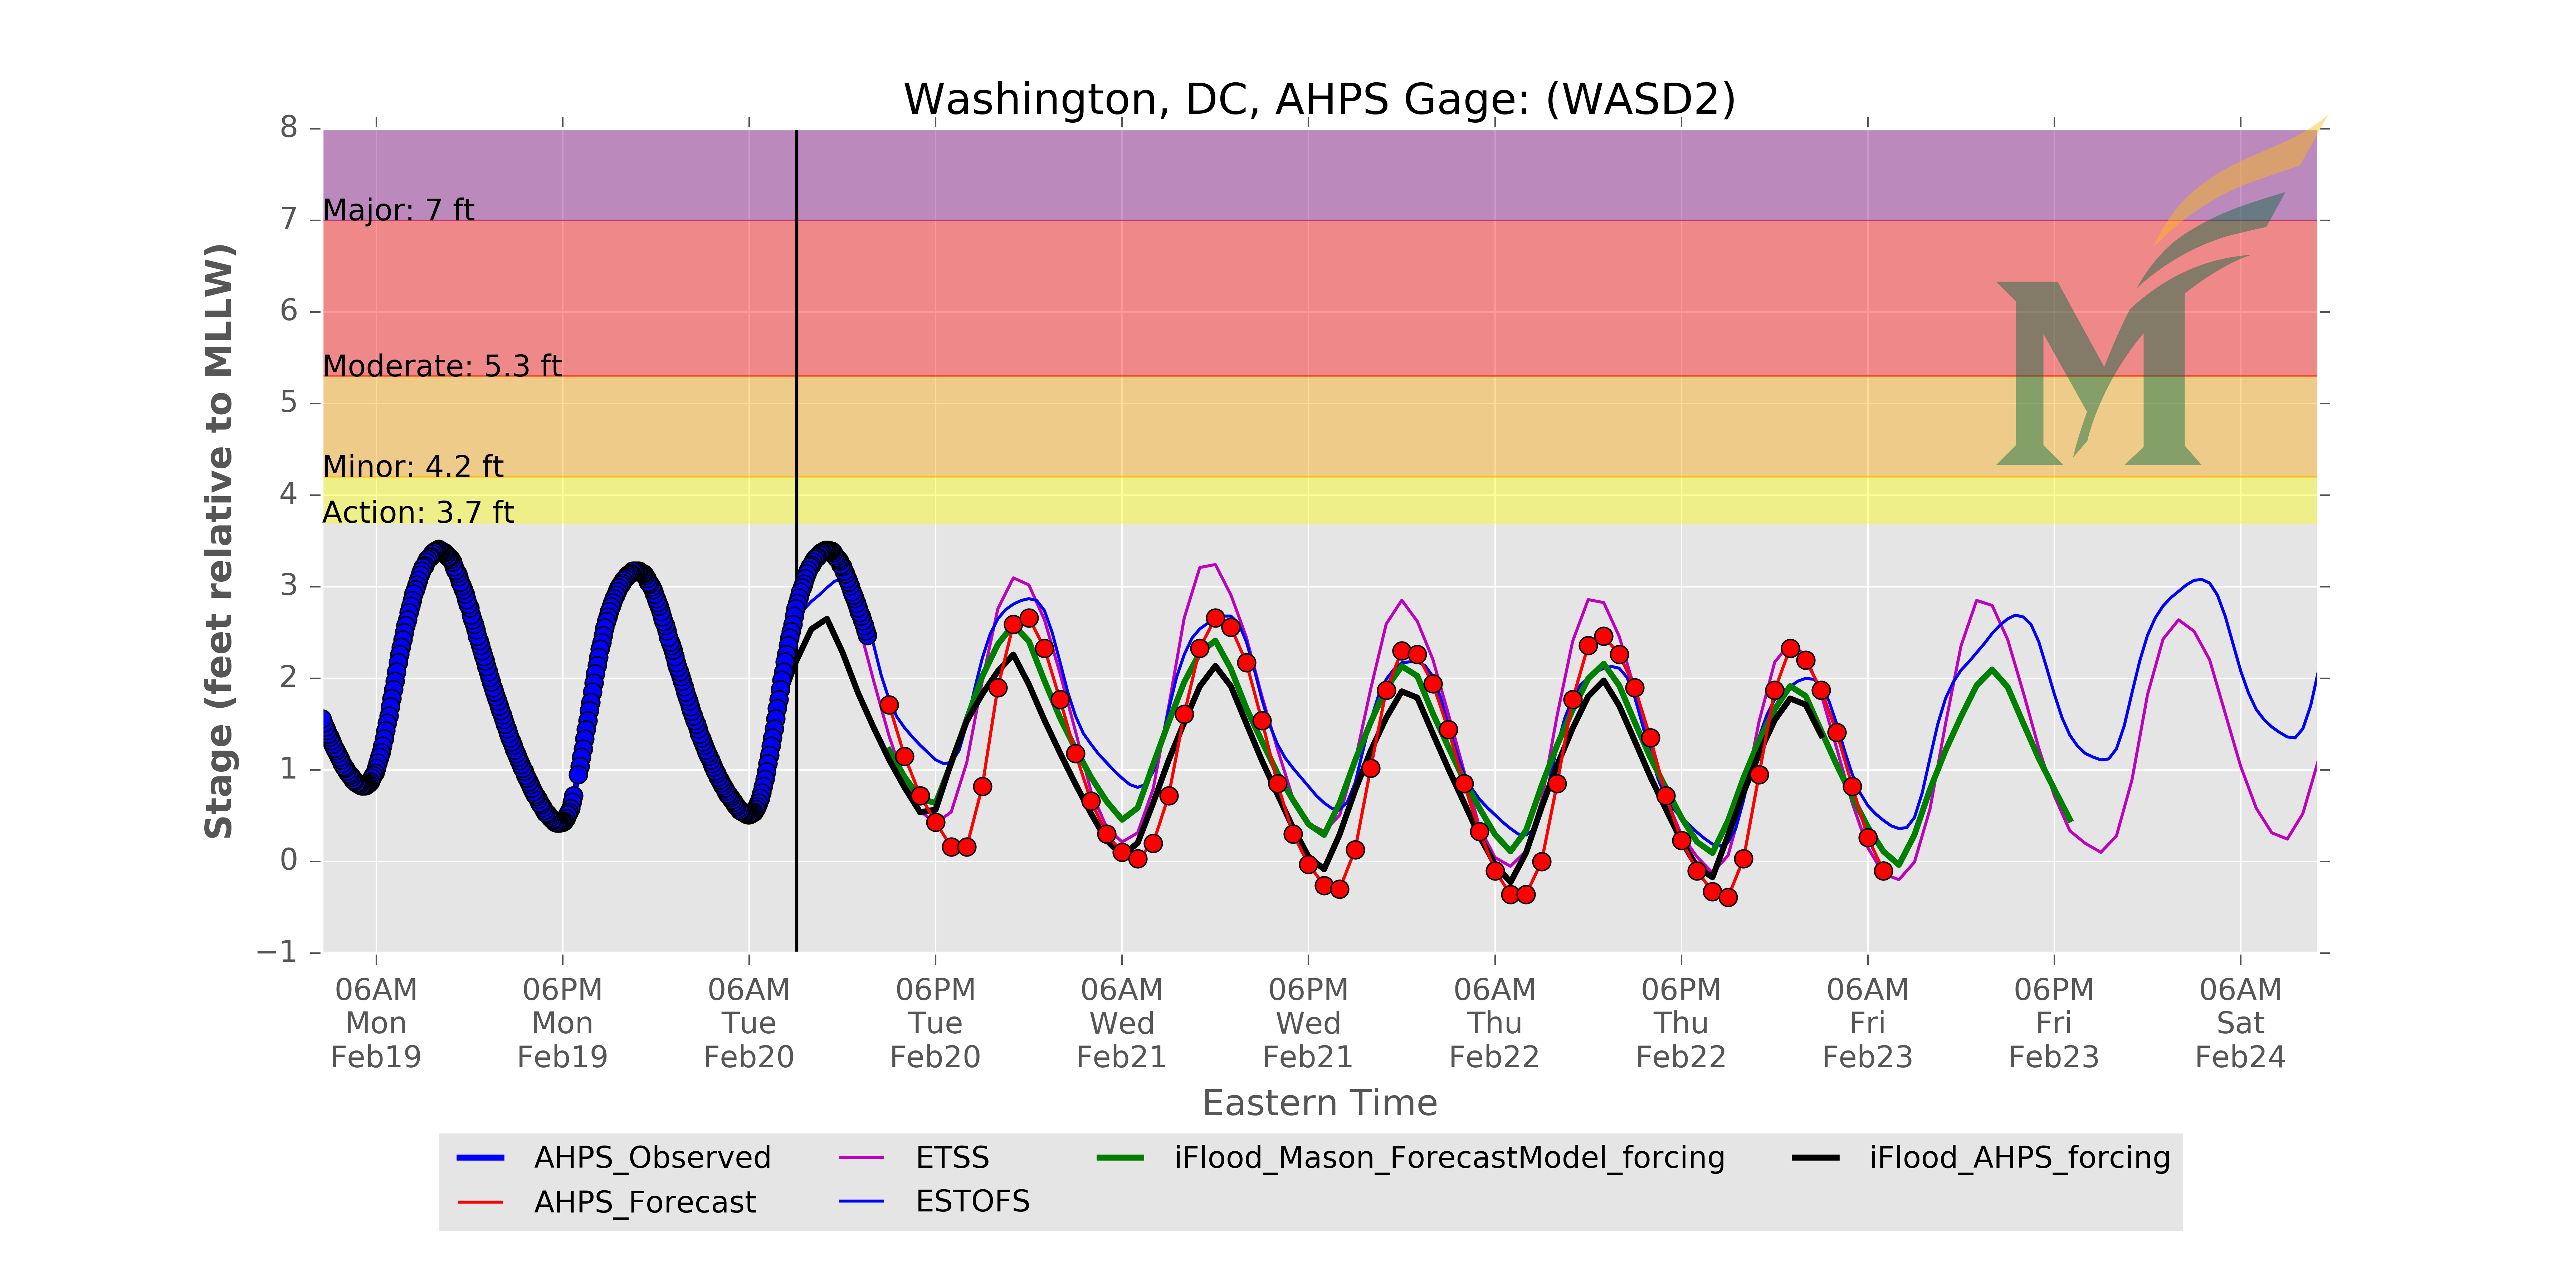 Washington, DC, AHPS Gage: (WASD2)
8
7
6
5
4
3
2
1
0
−1
Stage (feet relative to MLLW)
Major: 7 ft
Moderate: 5.3 ft
Minor: 4.2 ft
Action: 3.7 ft
06AM 06PM 06AM 06PM 06AM 06PM 06AM 06PM 06AM 06PM 06AM
Mon Mon Tue Tue Wed Wed Thu Thu Fri Fri Sat
Feb19 Feb19 Feb20 Feb20 Feb21 Feb21 Feb22 Feb22 Feb23 Feb23 Feb24
Eastern Time
AHPS_Observed ETSS iFlood_Mason_ForecastModel_forcing iFlood_AHPS_forcing
AHPS_Forecast ESTOFS